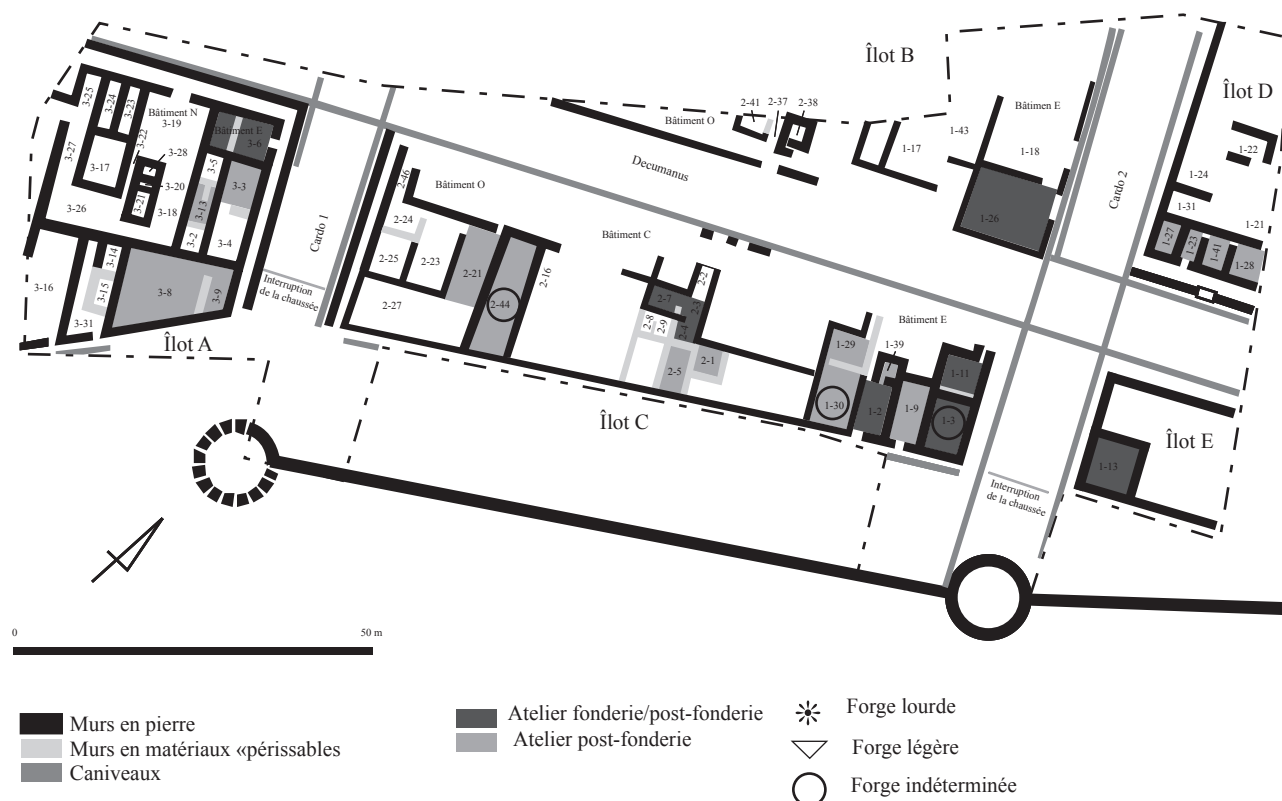 Îlot B
Îlot D
Îlot A
Îlot C
Îlot E
3-25
3-24
3-23
Bâtiment N
3-19
3-22
3-28
3-27
3-17
3-20
3-21
3-18
3-26
Bâtiment E
3-6
3-5
3-3
3-13
3-2
3-4
3-14
3-15
3-16
3-31
3-8
3-9
Cardo 1
Interruption
de la chaussée
2-46
Bâtiment O
2-24
2-25
2-23
2-21
2-27
2-44
2-16
Decumanus
Bâtiment O
2-41
2-37
2-38
Bâtiment C
2-2
2-7
2-3
2-8
2-9
2-4
2-1
2-5
1-17
1-43
Bâtimen E
1-18
1-26
Cardo 2
1-22
1-24
1-31
1-21
1-27
1-23
1-41
1-28
Bâtiment E
1-29
1-39
1-11
1-30
1-2
1-9
1-3
Interruption
de la chaussée
1-13
0
50 m
Murs en pierre
Murs en matériaux «périssables
Caniveaux
Atelier fonderie/post-fonderie
Atelier post-fonderie
Forge lourde
Forge légère
Forge indéterminée